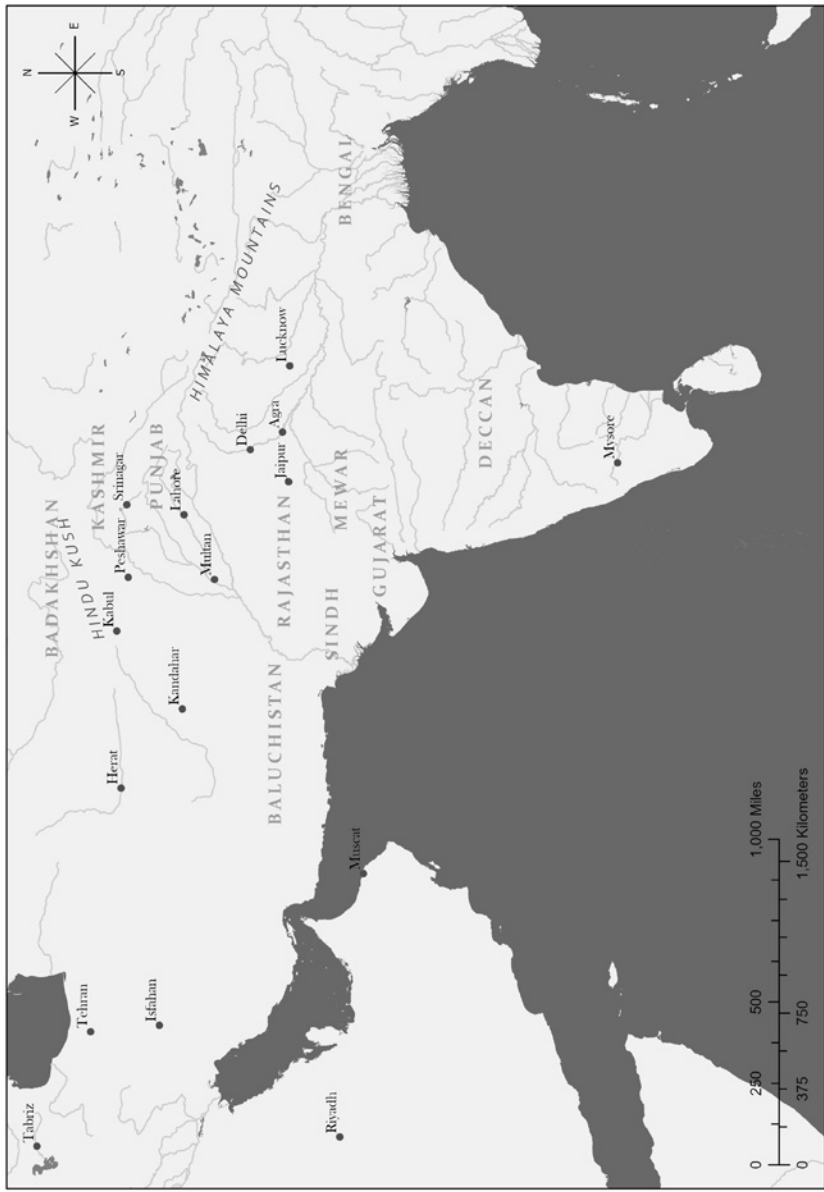 N
W
E
S
Tabriz
Tehran
Isfahan
Riyadh
Muscat
Herat
Kandahar
Kabul
Peshawar
Srinagar
BADAKHSHAN
HINDU KUSH
KASHMIR
PUNJAB
Lahore
Multan
HIMALAYA MOUNTAINS
Delhi
Agra
Jaipur
Lucknow
BALUCHISTAN
RAJASTHAN
SINDH
MEWAR
GUJARAT
BENGAL
DECCAN
Mysore
0 250 500 1,000 Miles
0 375 750 1,500 Kilometers